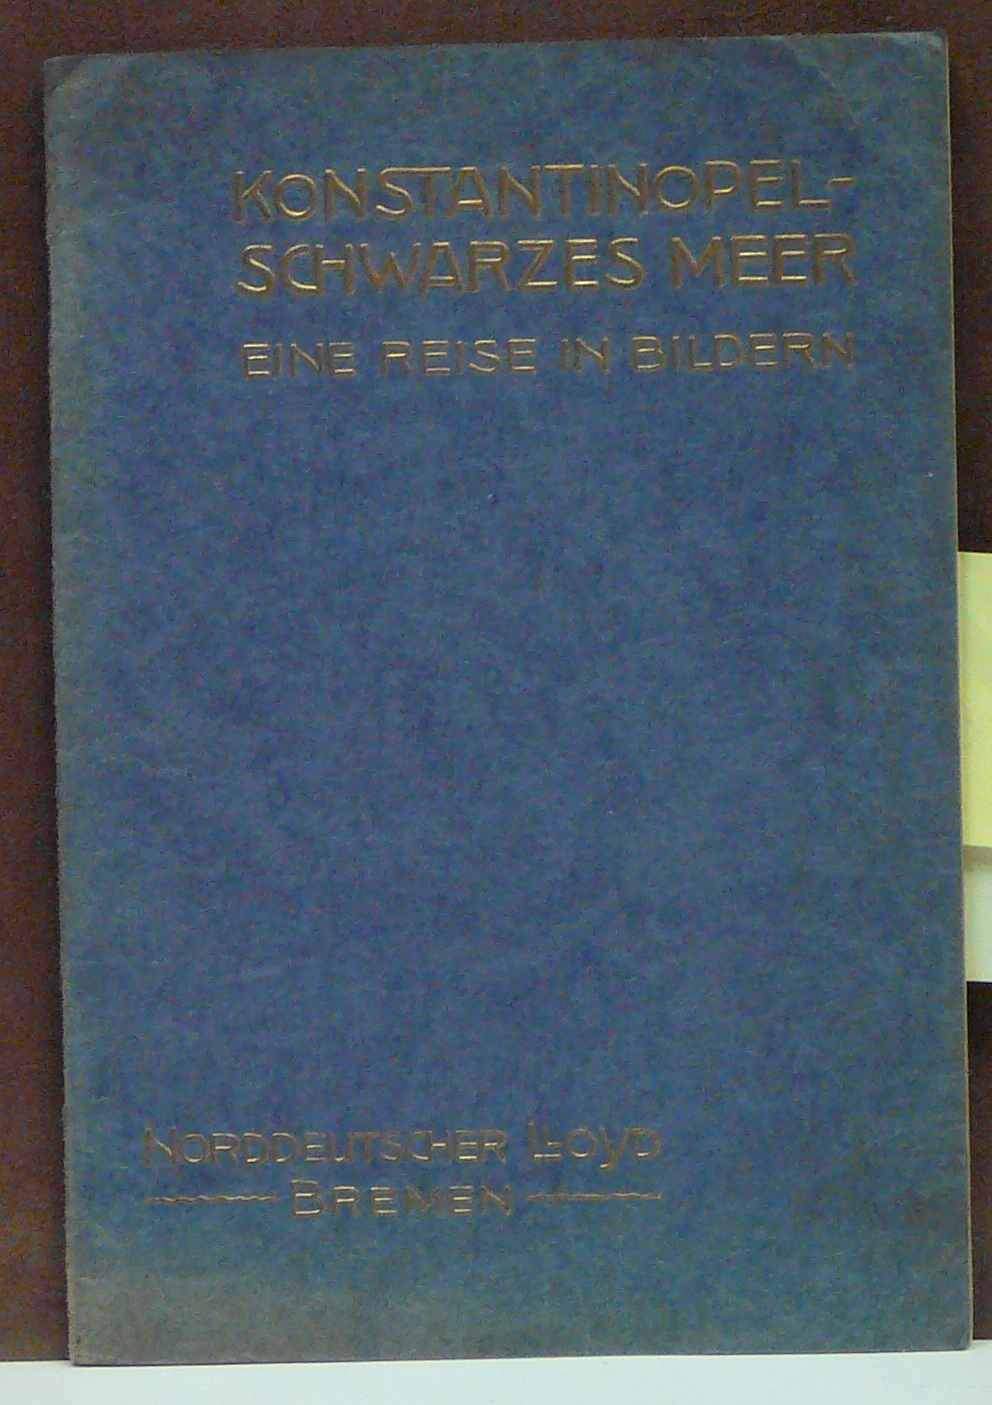 KONSTANTINOPEL-
SCHWARZES MEER
EINE REISE IN BILDERN
NORDDEUTSCHER LLOYD
BREMEN